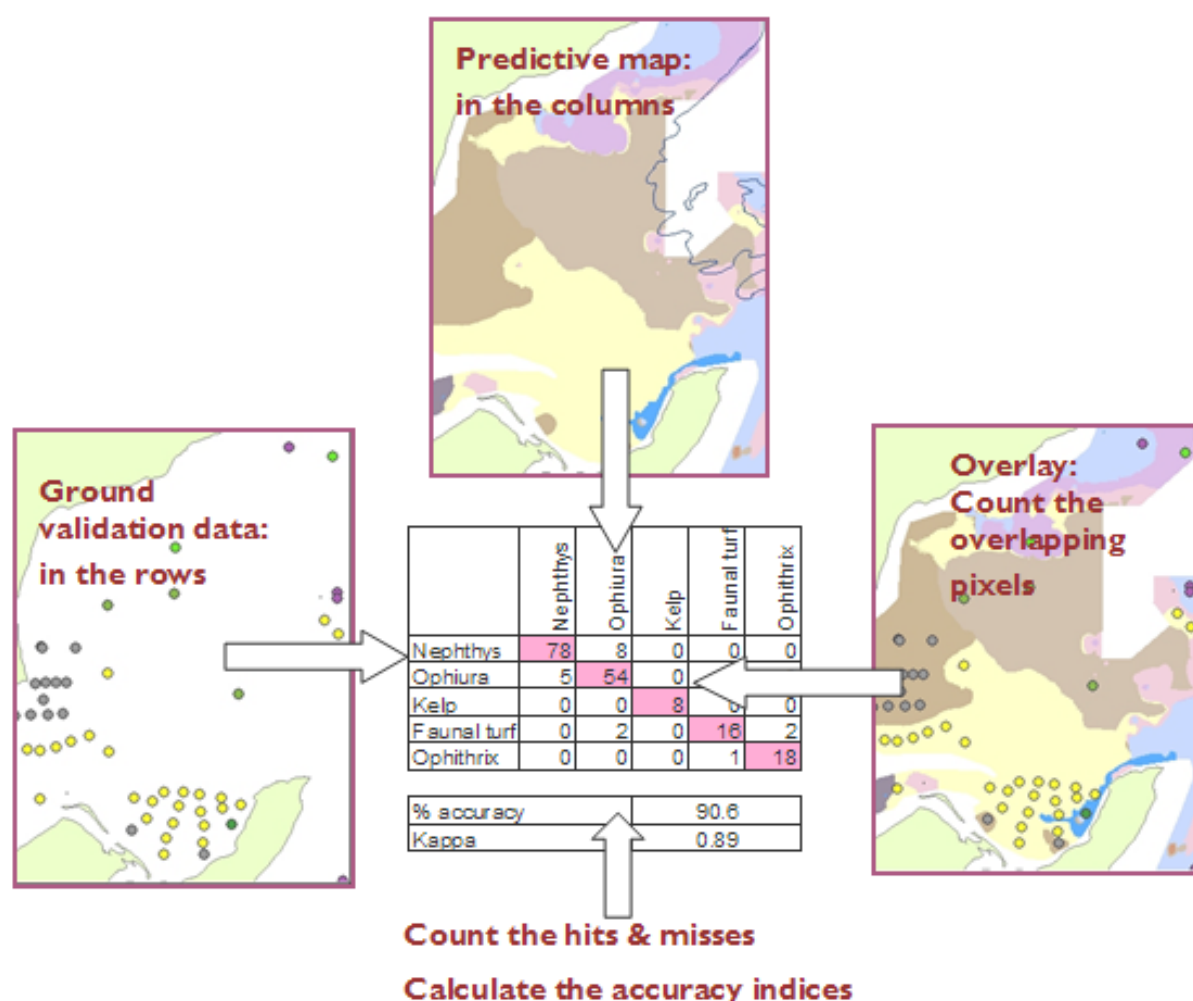 Predictive map:
in the columns
Ground
validation data:
in the rows
Overlay:
Count the
overlapping
pixels
Nephthys Ophiura Kelp Faunal turf Ophithrix
Nephthys 78 8 0 0 0
Ophiura 5 54 0
Kelp 0 0 8 0 0
Faunal turf 0 2 0 16 2
Ophithrix 0 0 0 1 18
% accuracy 90.6
Kappa 0.89
Count the hits & misses
Calculate the accuracy indices